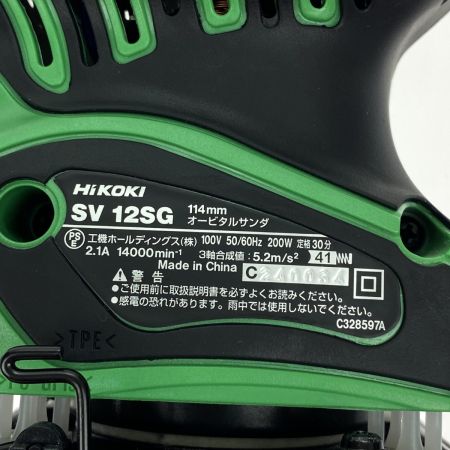 HiKOKI
SV 12SG 114mm オービタルサンダ
PS E 工機ホールディングス(株) 100V 50/60Hz 200W 定格30分
2.1A 14000min⁻¹ 3軸合成値：5.2m/s² 41
Made in China C
警告
●ご使用前に取扱説明書を必ずよくお読みください。
●感電の恐れがあります。雨中では使用しないでください。
C328597A
>TPE<